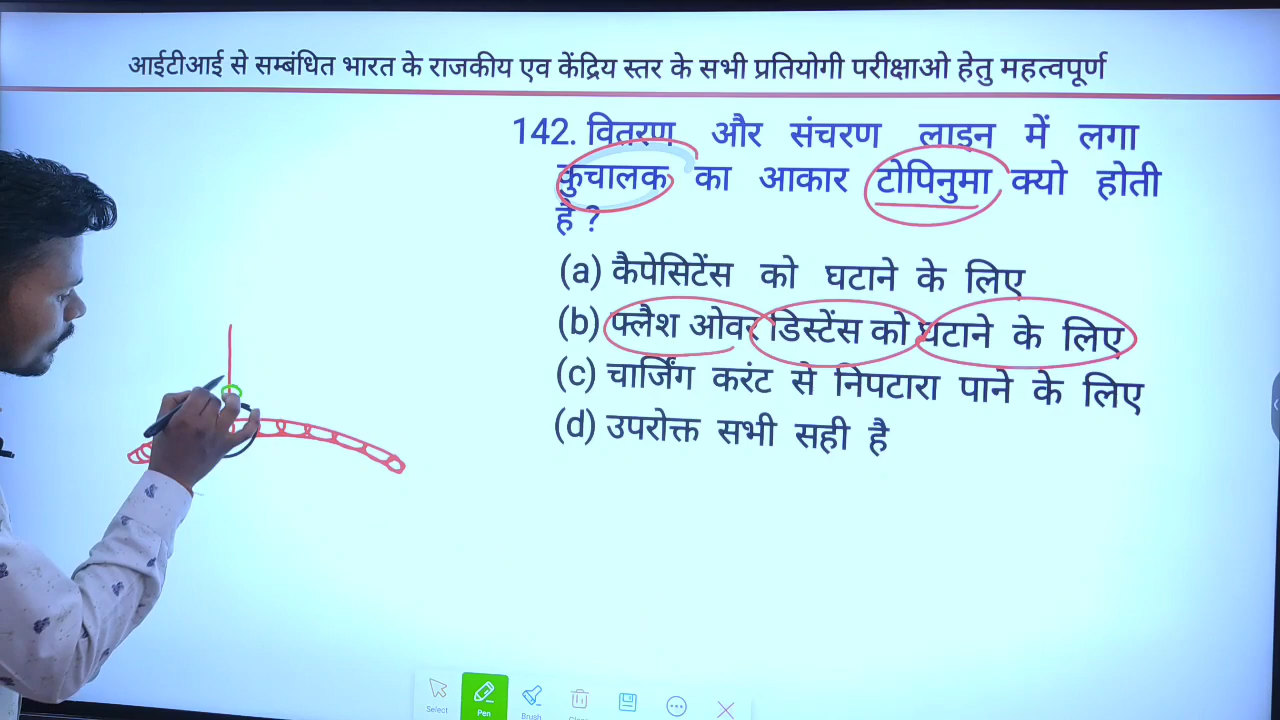 आईटीआई से सम्बंधित भारत के राजकीय एव केंद्रिय स्तर के सभी प्रतियोगी परीक्षाओ हेतु महत्वपूर्ण
142. वितरण और संचरण लाइन में लगा
कुचालक का आकार टोपिनुमा क्यो होती
है ?
(a) कैपेसिटेंस को घटाने के लिए
(b) फ्लैश ओवर डिस्टेंस को घटाने के लिए
(c) चार्जिंग करंट से निपटारा पाने के लिए
(d) उपरोक्त सभी सही है
Select Pen Brush